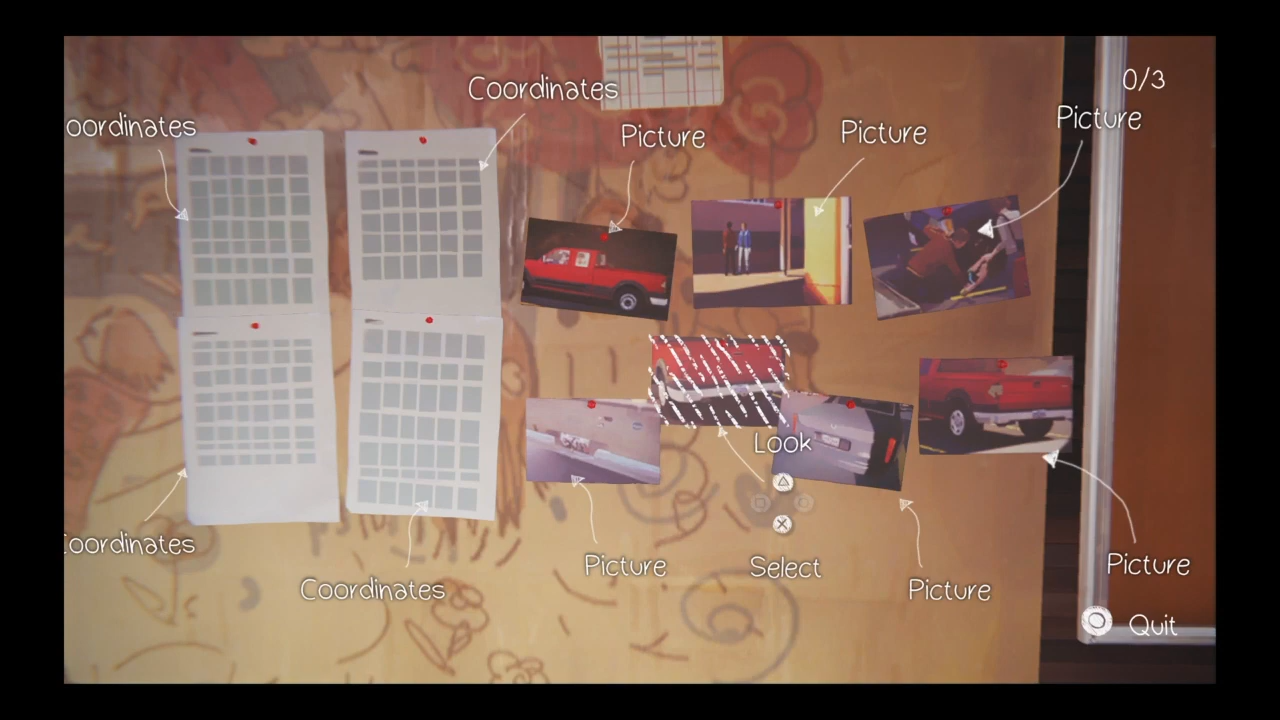 0/3
Coordinates
oordinates
Picture
Picture
Picture
Look
Coordinates
Picture
Select
Picture
Picture
Coordinates
Quit